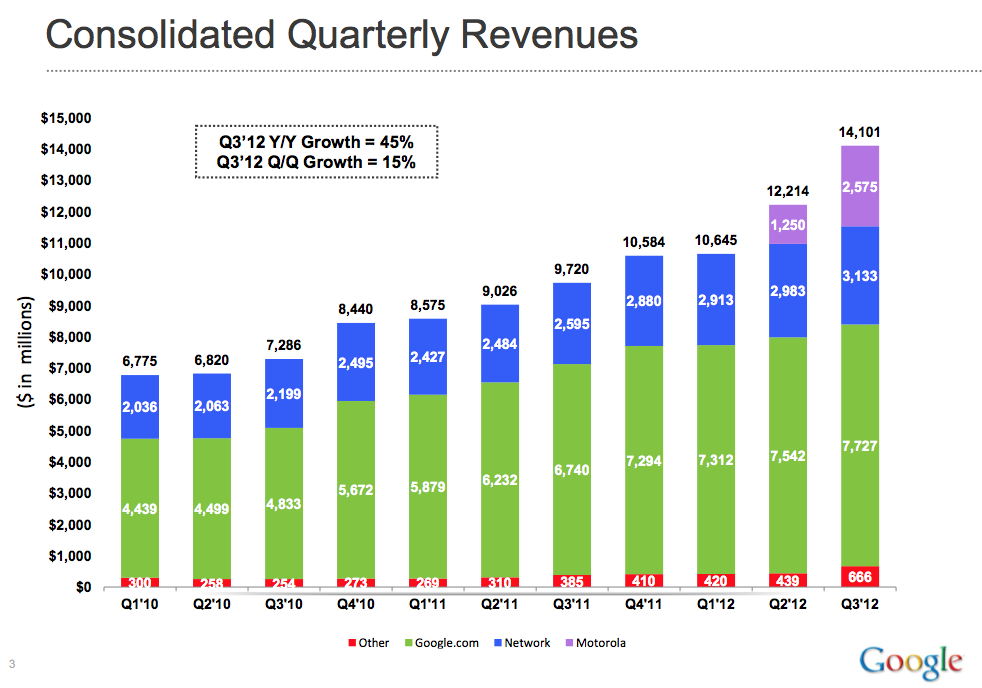 Consolidated Quarterly Revenues
Q3'12 Y/Y Growth = 45%
Q3'12 Q/Q Growth = 15%
($ in millions)
$15,000
$14,000
$13,000
$12,000
$11,000
$10,000
$9,000
$8,000
$7,000
$6,000
$5,000
$4,000
$3,000
$2,000
$1,000
$0
6,775 6,820 7,286 8,440 8,575 9,026 9,720 10,584 10,645 12,214 14,101
1,250 2,575
2,036 2,063 2,199 2,495 2,427 2,484 2,595 2,880 2,913 2,983 3,133
4,439 4,499 4,833 5,672 5,879 6,232 6,740 7,294 7,312 7,542 7,727
300 258 254 273 269 310 385 410 420 439 666
Q1'10 Q2'10 Q3'10 Q4'10 Q1'11 Q2'11 Q3'11 Q4'11 Q1'12 Q2'12 Q3'12
Other Google.com Network Motorola
3
Google